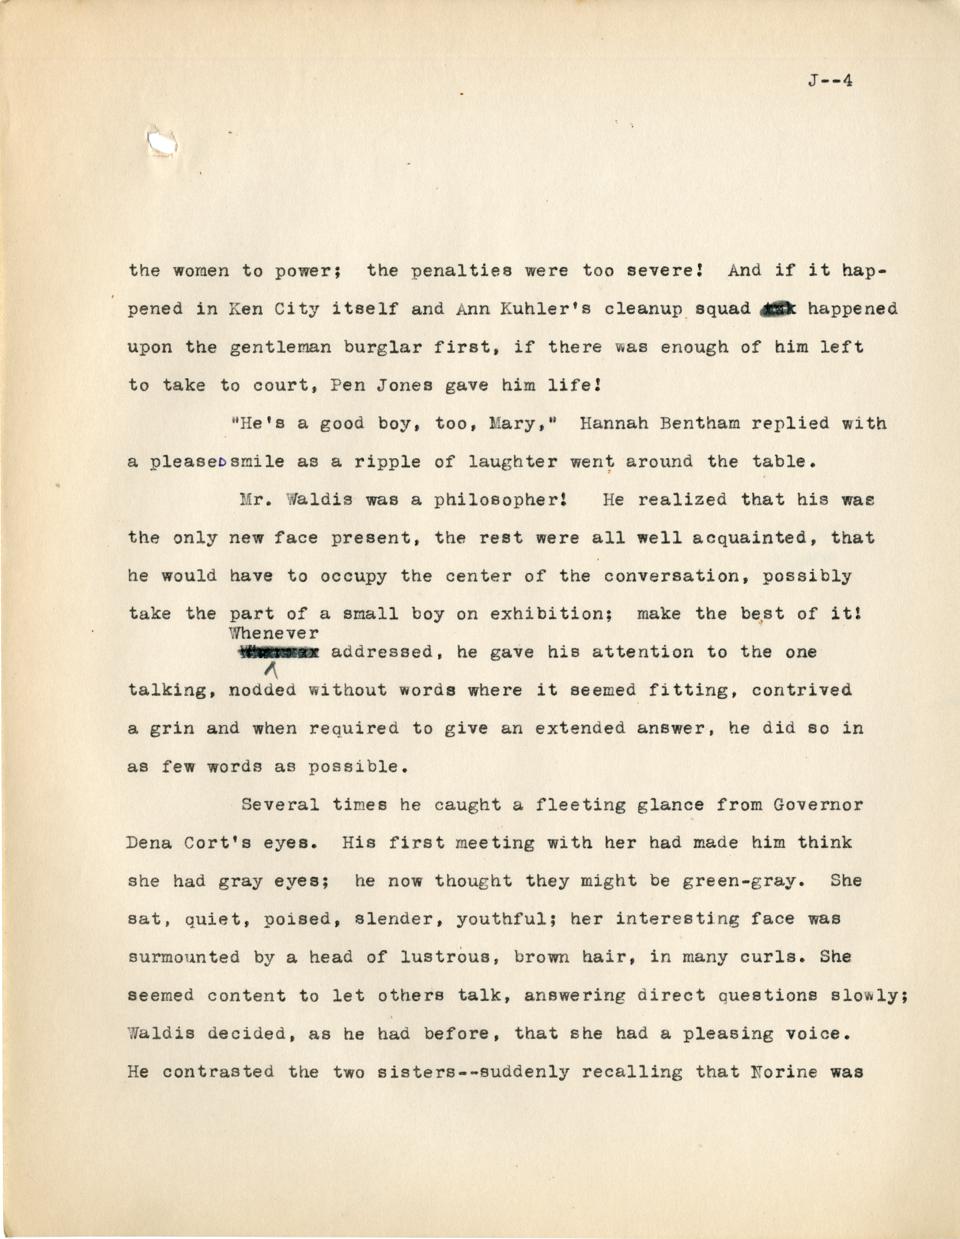 J--4
the women to power;  the penalties were too severe!  And if it hap-
pened in Ken City itself and Ann Kuhler's cleanup squad happened
upon the gentleman burglar first, if there was enough of him left
to take to court, Pen Jones gave him life!
"He's a good boy, too, Mary,"  Hannah Bentham replied with
a pleased smile as a ripple of laughter went around the table.
Mr. Waldis was a philosopher!  He realized that his was
the only new face present, the rest were all well acquainted, that
he would have to occupy the center of the conversation, possibly
take the part of a small boy on exhibition;  make the best of it!
Whenever
addressed, he gave his attention to the one
talking, nodded without words where it seemed fitting, contrived
a grin and when required to give an extended answer, he did so in
as few words as possible.
Several times he caught a fleeting glance from Governor
Dena Cort's eyes.  His first meeting with her had made him think
she had gray eyes;  he now thought they might be green-gray.  She
sat, quiet, poised, slender, youthful; her interesting face was
surmounted by a head of lustrous, brown hair, in many curls. She
seemed content to let others talk, answering direct questions slowly;
Waldis decided, as he had before, that she had a pleasing voice.
He contrasted the two sisters--suddenly recalling that Norine was